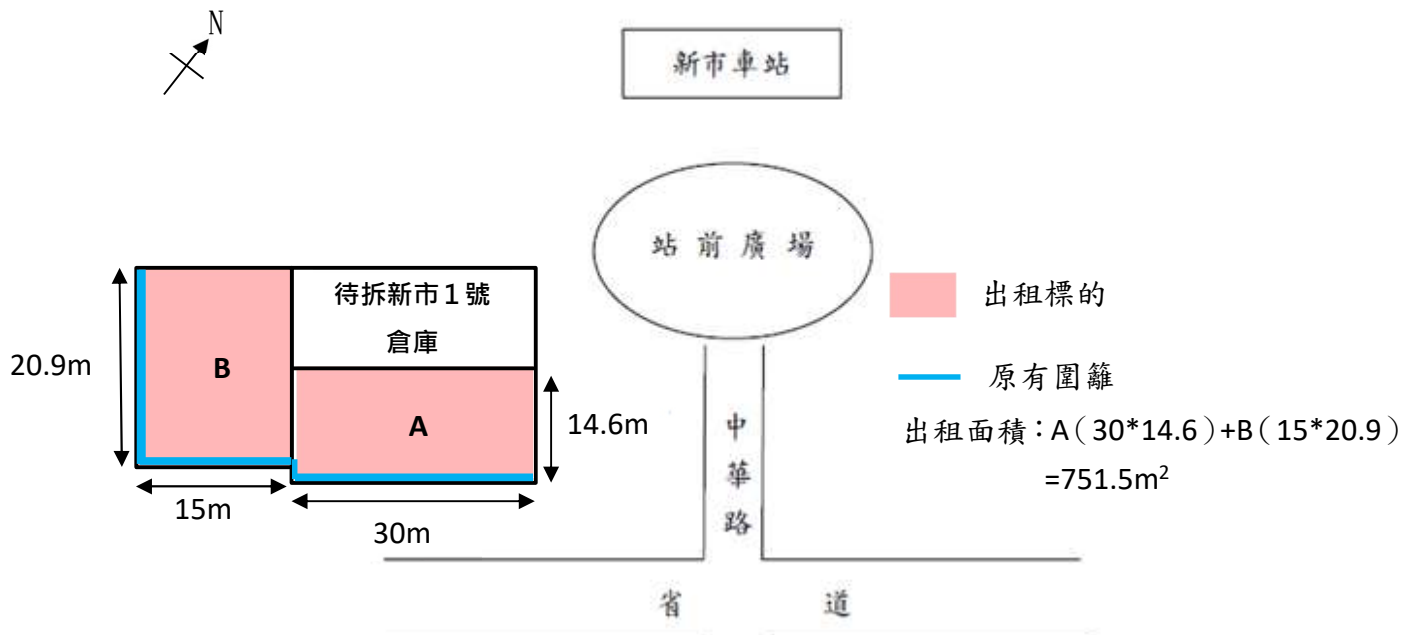 N
新市車站
站前廣場
待拆新市1號
倉庫
出租標的
20.9m
B
原有圍籬
A
14.6m
中華路
出租面積：A（30*14.6）+B（15*20.9）
=751.5m²
15m
30m
省道